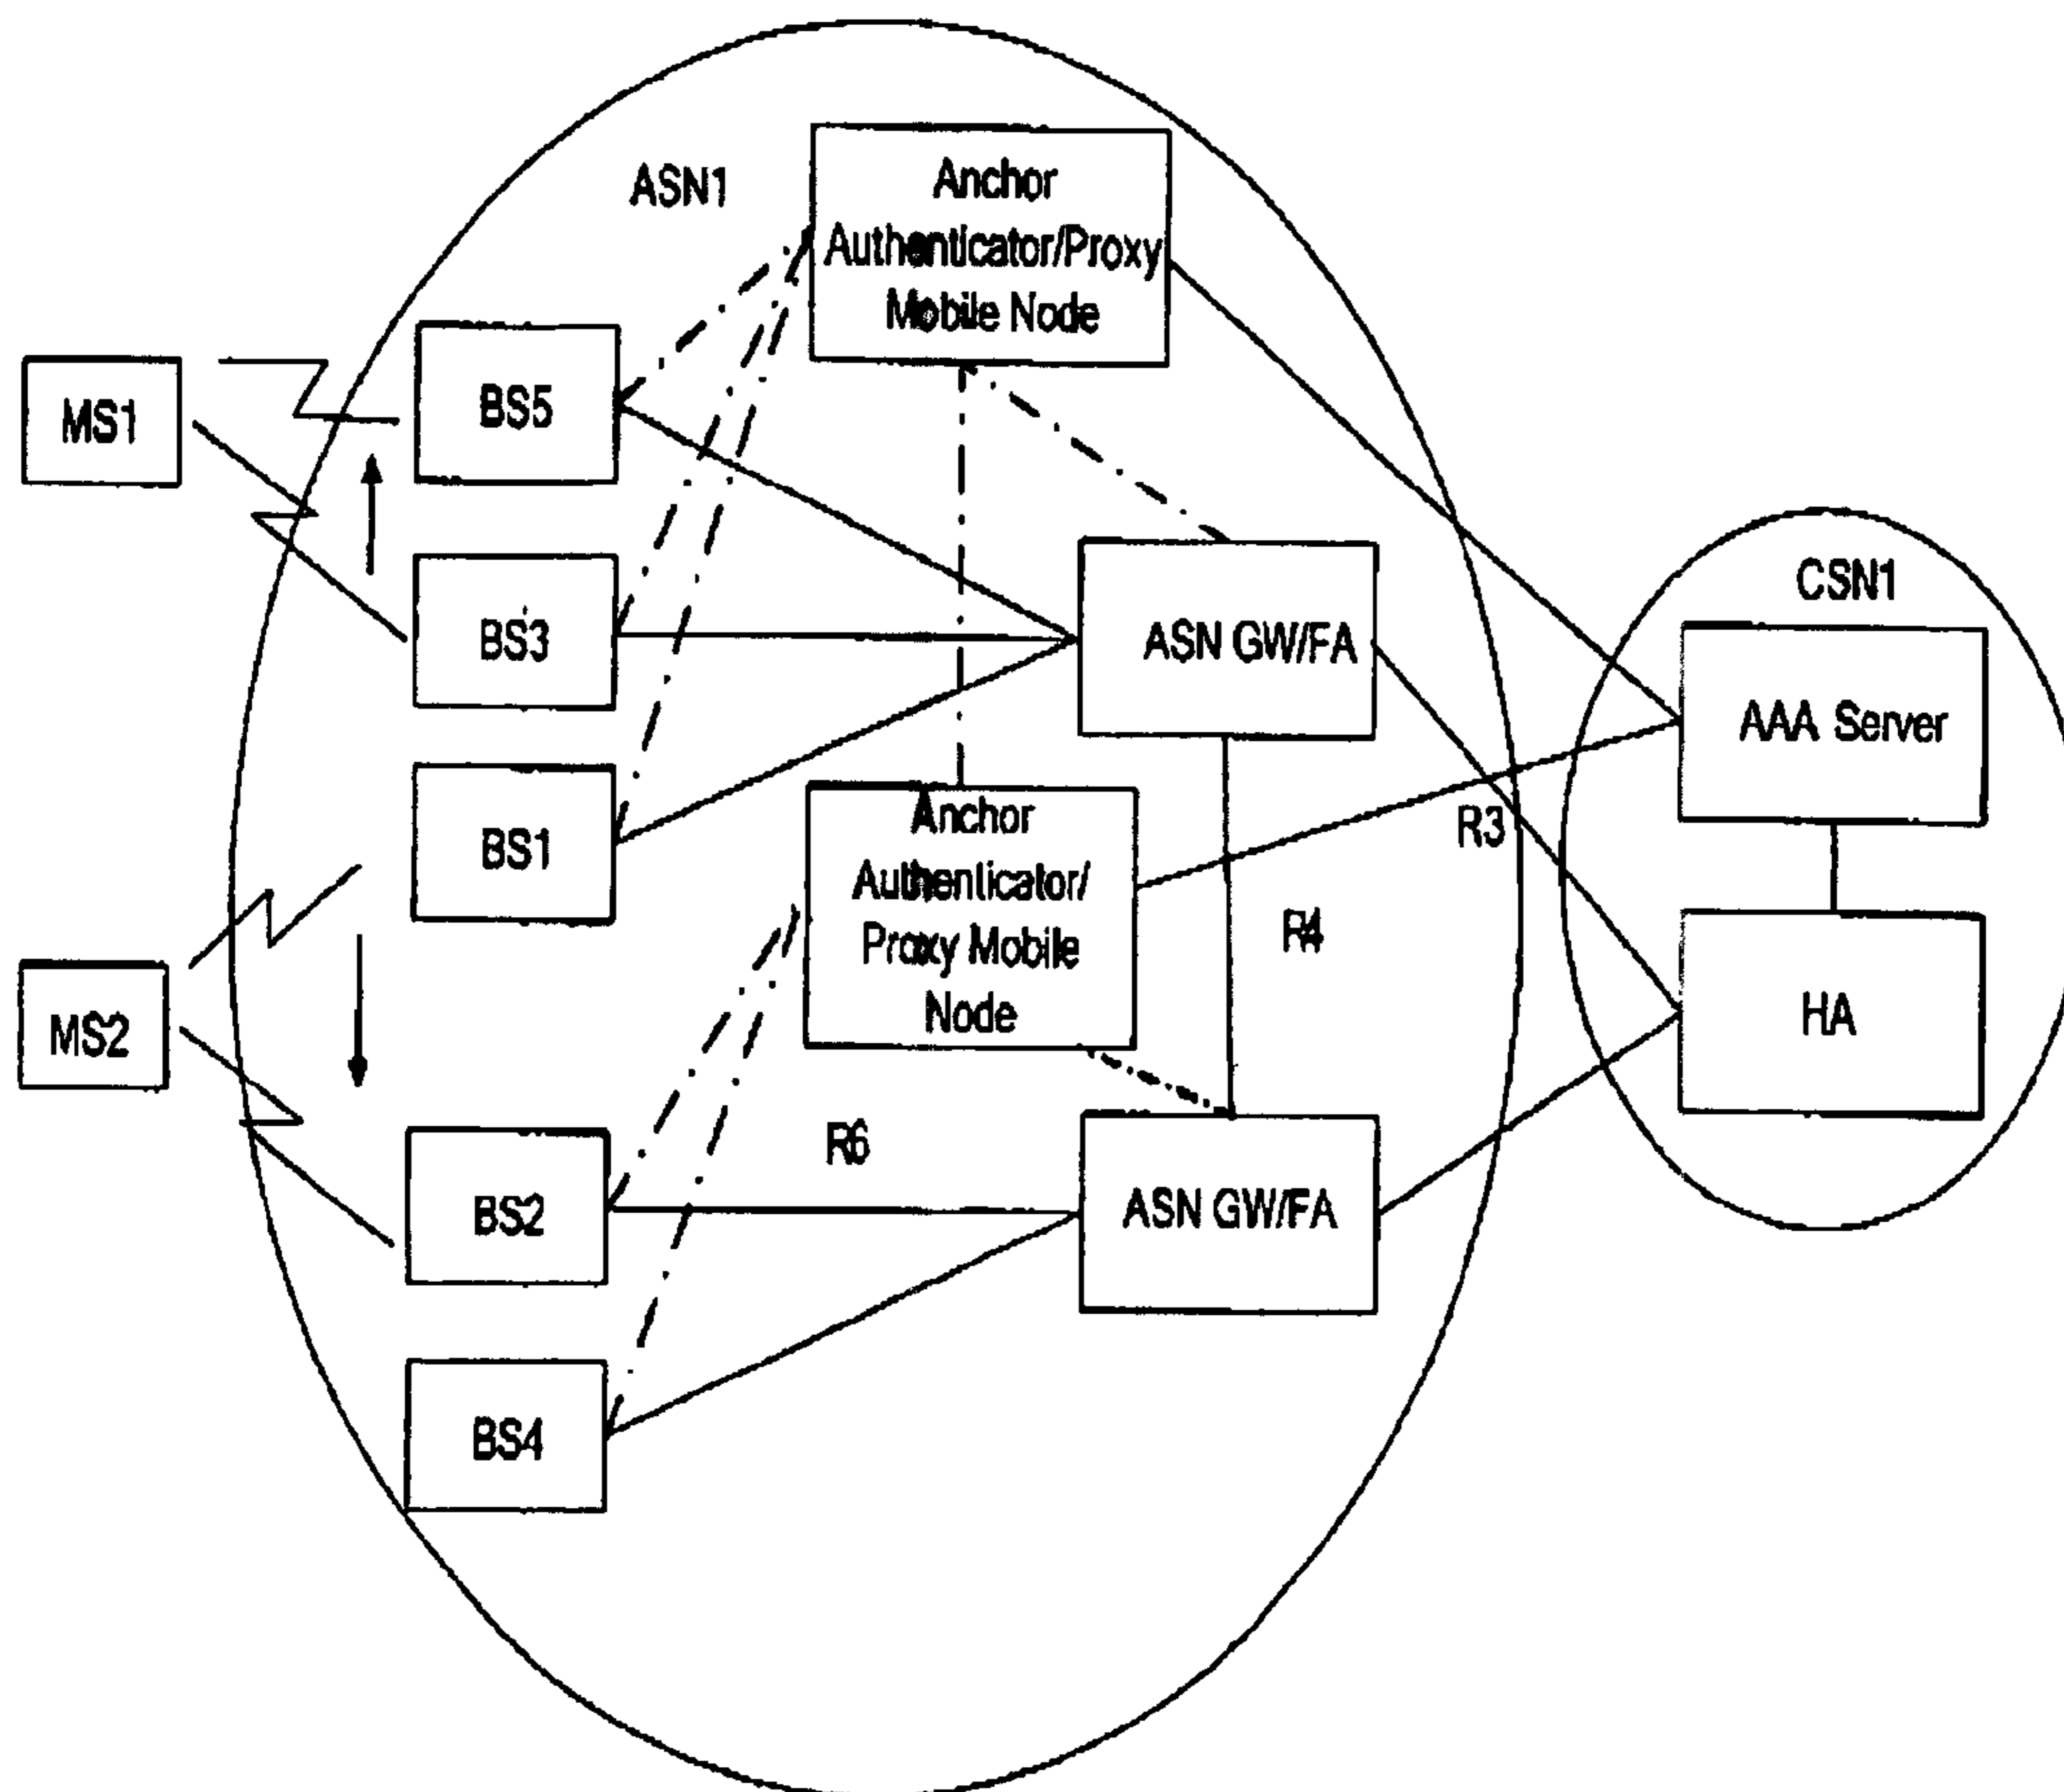 ASN1
Anchor
Authenticator/Proxy
Mobile Node
MS1
BS5
BS3
ASN GW/FA
CSN1
AAA Server
BS1
Anchor
Authenticator/
Proxy Mobile
Node
R3
R4
MS2
HA
R6
BS2
ASN GW/FA
BS4